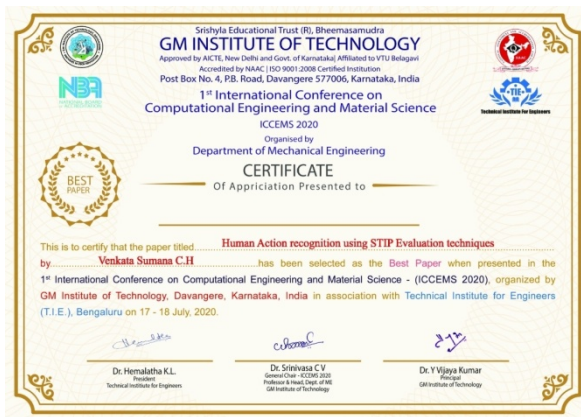 Srishyla Educational Trust (R), Bheemasamudra
GM INSTITUTE OF TECHNOLOGY
Approved by AICTE, New Delhi and Govt. of Karnataka| Affiliated to VTU Belagavi
Accredited by NAAC | ISO 9001:2008 Certified Institution
Post Box No. 4, P.B. Road, Davangere 577006, Karnataka, India
NBA
1st International Conference on
Computational Engineering and Material Science
Technical Institute For Engineers
ICCEMS 2020
Organised by
Department of Mechanical Engineering
BEST
PAPER
CERTIFICATE
Of Appriciation Presented to
This is to certify that the paper titled Human Action recognition using STIP Evaluation techniques
by Venkata Sumana C.H has been selected as the Best Paper when presented in the
1st International Conference on Computational Engineering and Material Science - (ICCEMS 2020), organized by
GM Institute of Technology, Davangere, Karnataka, India in association with Technical Institute for Engineers
(T.I.E.), Bengaluru on 17 - 18 July, 2020.
Dr. Hemalatha K.L.
President
Technical Institute for Engineers
Dr. Srinivasa C V
General Chair - ICCEMS 2020
Professor & Head, Dept. of ME
GM Institute of Technology
Dr. Y Vijaya Kumar
Principal
GM Institute of Technology